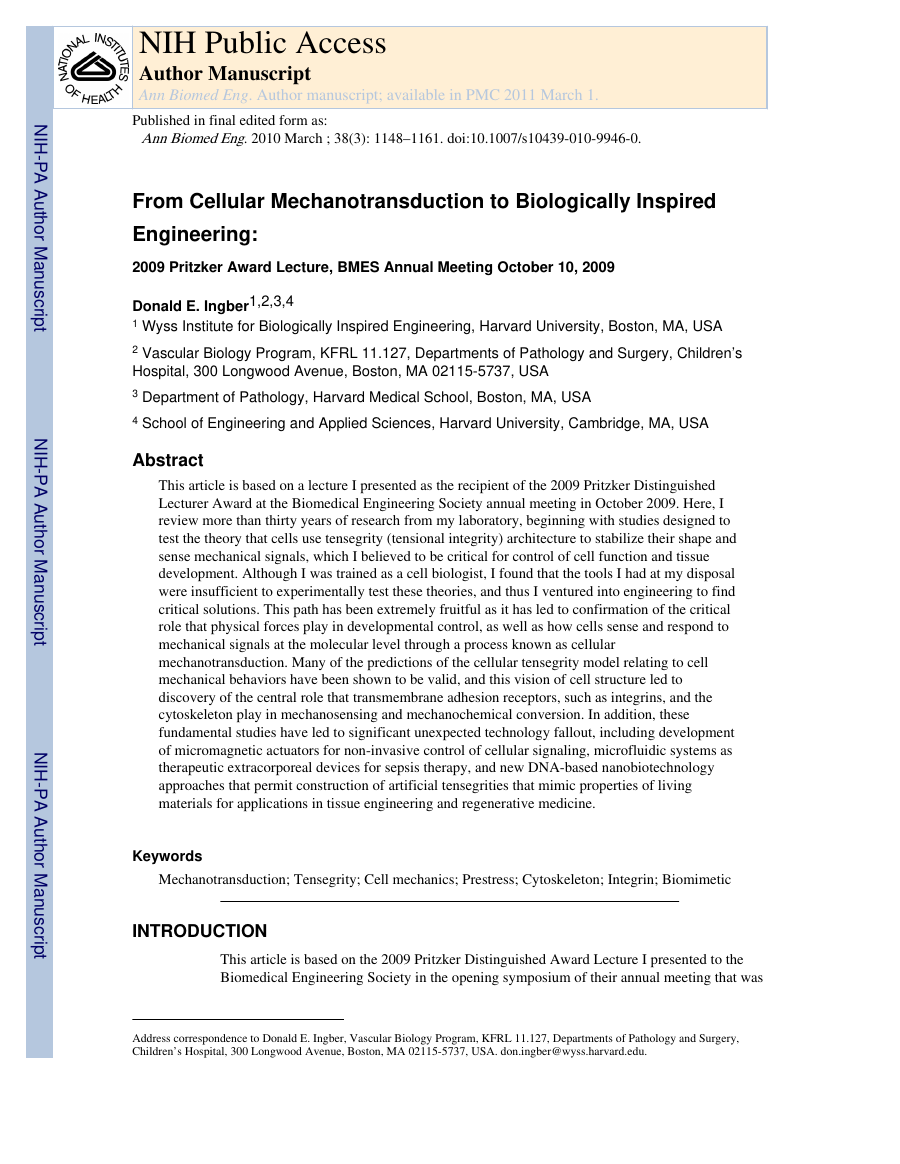 NATIONAL INSTITUTES
OF HEALTH
NIH Public Access
Author Manuscript
Ann Biomed Eng. Author manuscript; available in PMC 2011 March 1.
Published in final edited form as:
Ann Biomed Eng. 2010 March ; 38(3): 1148–1161. doi:10.1007/s10439-010-9946-0.
NIH-PA Author Manuscript
NIH-PA Author Manuscript
NIH-PA Author Manuscript
From Cellular Mechanotransduction to Biologically Inspired
Engineering:
2009 Pritzker Award Lecture, BMES Annual Meeting October 10, 2009
Donald E. Ingber1,2,3,4
1 Wyss Institute for Biologically Inspired Engineering, Harvard University, Boston, MA, USA
2 Vascular Biology Program, KFRL 11.127, Departments of Pathology and Surgery, Children’s
Hospital, 300 Longwood Avenue, Boston, MA 02115-5737, USA
3 Department of Pathology, Harvard Medical School, Boston, MA, USA
4 School of Engineering and Applied Sciences, Harvard University, Cambridge, MA, USA
Abstract
This article is based on a lecture I presented as the recipient of the 2009 Pritzker Distinguished
Lecturer Award at the Biomedical Engineering Society annual meeting in October 2009. Here, I
review more than thirty years of research from my laboratory, beginning with studies designed to
test the theory that cells use tensegrity (tensional integrity) architecture to stabilize their shape and
sense mechanical signals, which I believed to be critical for control of cell function and tissue
development. Although I was trained as a cell biologist, I found that the tools I had at my disposal
were insufficient to experimentally test these theories, and thus I ventured into engineering to find
critical solutions. This path has been extremely fruitful as it has led to confirmation of the critical
role that physical forces play in developmental control, as well as how cells sense and respond to
mechanical signals at the molecular level through a process known as cellular
mechanotransduction. Many of the predictions of the cellular tensegrity model relating to cell
mechanical behaviors have been shown to be valid, and this vision of cell structure led to
discovery of the central role that transmembrane adhesion receptors, such as integrins, and the
cytoskeleton play in mechanosensing and mechanochemical conversion. In addition, these
fundamental studies have led to significant unexpected technology fallout, including development
of micromagnetic actuators for non-invasive control of cellular signaling, microfluidic systems as
therapeutic extracorporeal devices for sepsis therapy, and new DNA-based nanobiotechnology
approaches that permit construction of artificial tensegrities that mimic properties of living
materials for applications in tissue engineering and regenerative medicine.
Keywords
Mechanotransduction; Tensegrity; Cell mechanics; Prestress; Cytoskeleton; Integrin; Biomimetic
INTRODUCTION
This article is based on the 2009 Pritzker Distinguished Award Lecture I presented to the
Biomedical Engineering Society in the opening symposium of their annual meeting that was
Address correspondence to Donald E. Ingber, Vascular Biology Program, KFRL 11.127, Departments of Pathology and Surgery,
Children’s Hospital, 300 Longwood Avenue, Boston, MA 02115-5737, USA. don.ingber@wyss.harvard.edu.